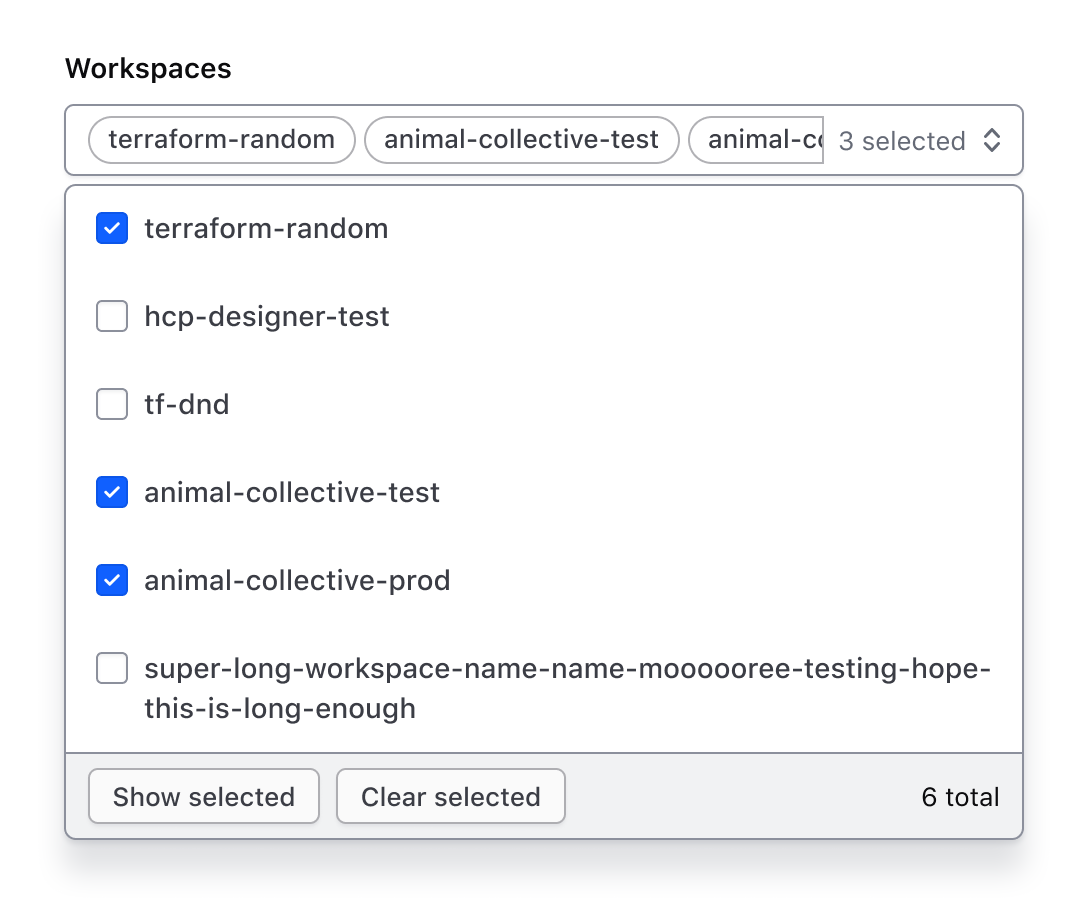 Workspaces
terraform-random animal-collective-test animal-c 3 selected
terraform-random
hcp-designer-test
tf-dnd
animal-collective-test
animal-collective-prod
super-long-workspace-name-name-moooooree-testing-hope-
this-is-long-enough
Show selected Clear selected 6 total